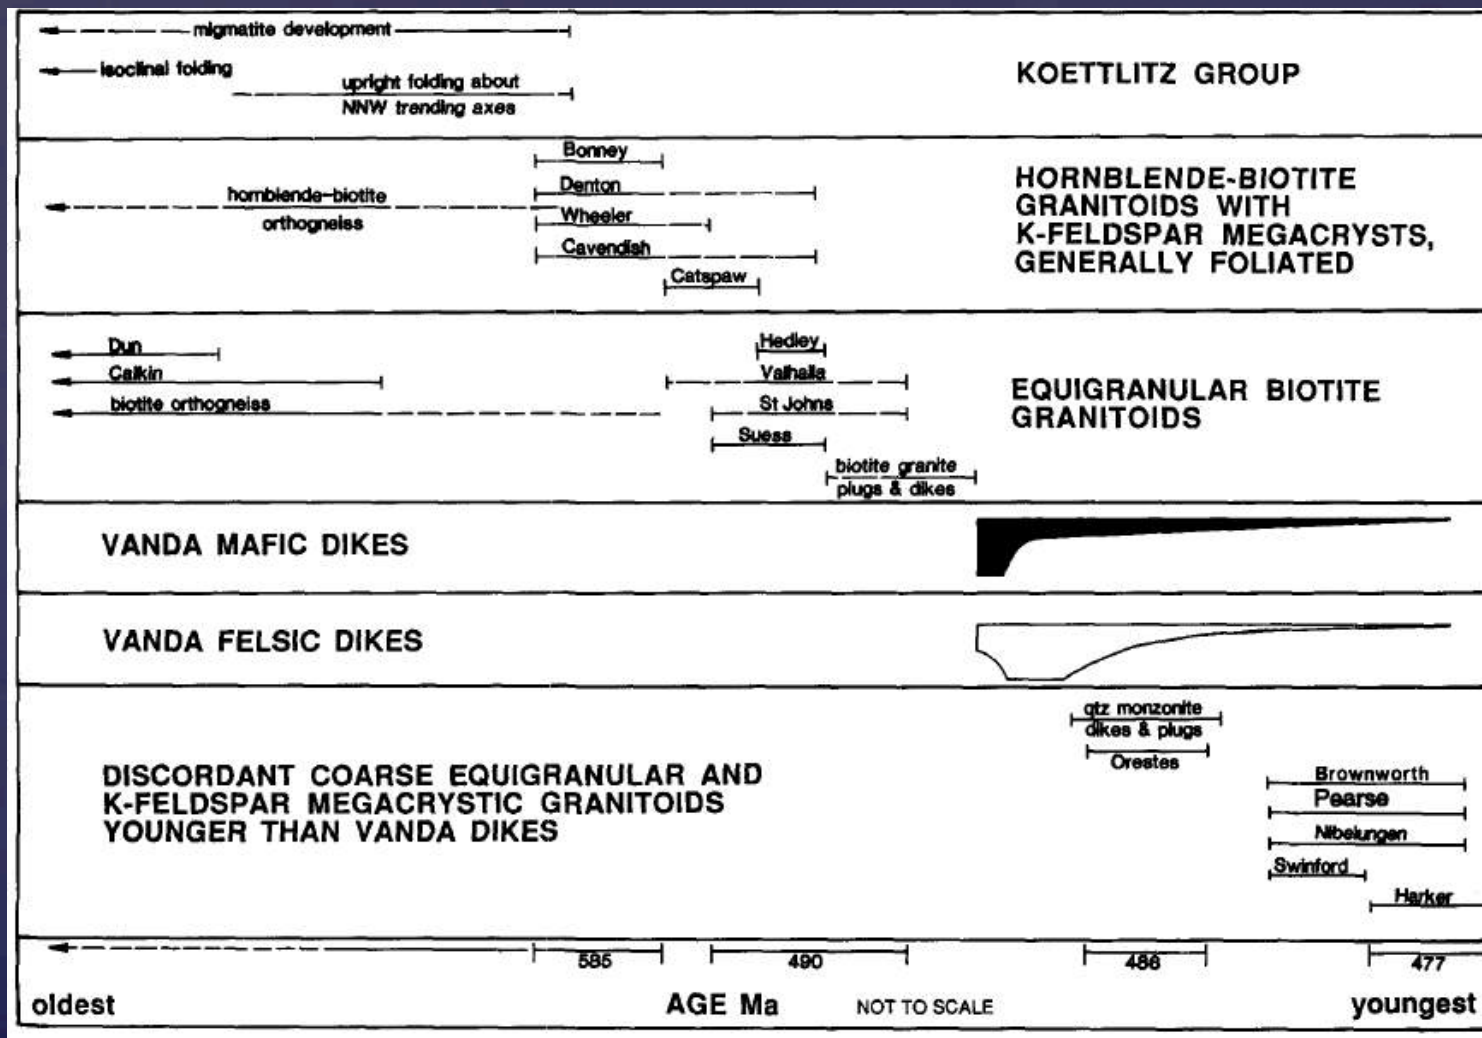 migmatite development
isoclinal folding
upright folding about
NNW trending axes
KOETTLITZ GROUP
Bonney
Denton
hornblende-biotite
orthogneiss
Wheeler
Cavendish
Catspaw
HORNBLENDE-BIOTITE
GRANITOIDS WITH
K-FELDSPAR MEGACRYSTS,
GENERALLY FOLIATED
Dun
Calkin
biotite orthogneiss
Hedley
Valhalla
St Johns
Suess
biotite granite
plugs & dikes
EQUIGRANULAR BIOTITE
GRANITOIDS
VANDA MAFIC DIKES
VANDA FELSIC DIKES
DISCORDANT COARSE EQUIGRANULAR AND
K-FELDSPAR MEGACRYSTIC GRANITOIDS
YOUNGER THAN VANDA DIKES
qtz monzonite
dikes & plugs
Orestes
Brownworth
Pearse
Nibelungen
Swinford
Harker
585
490
486
477
oldest
AGE Ma
NOT TO SCALE
youngest